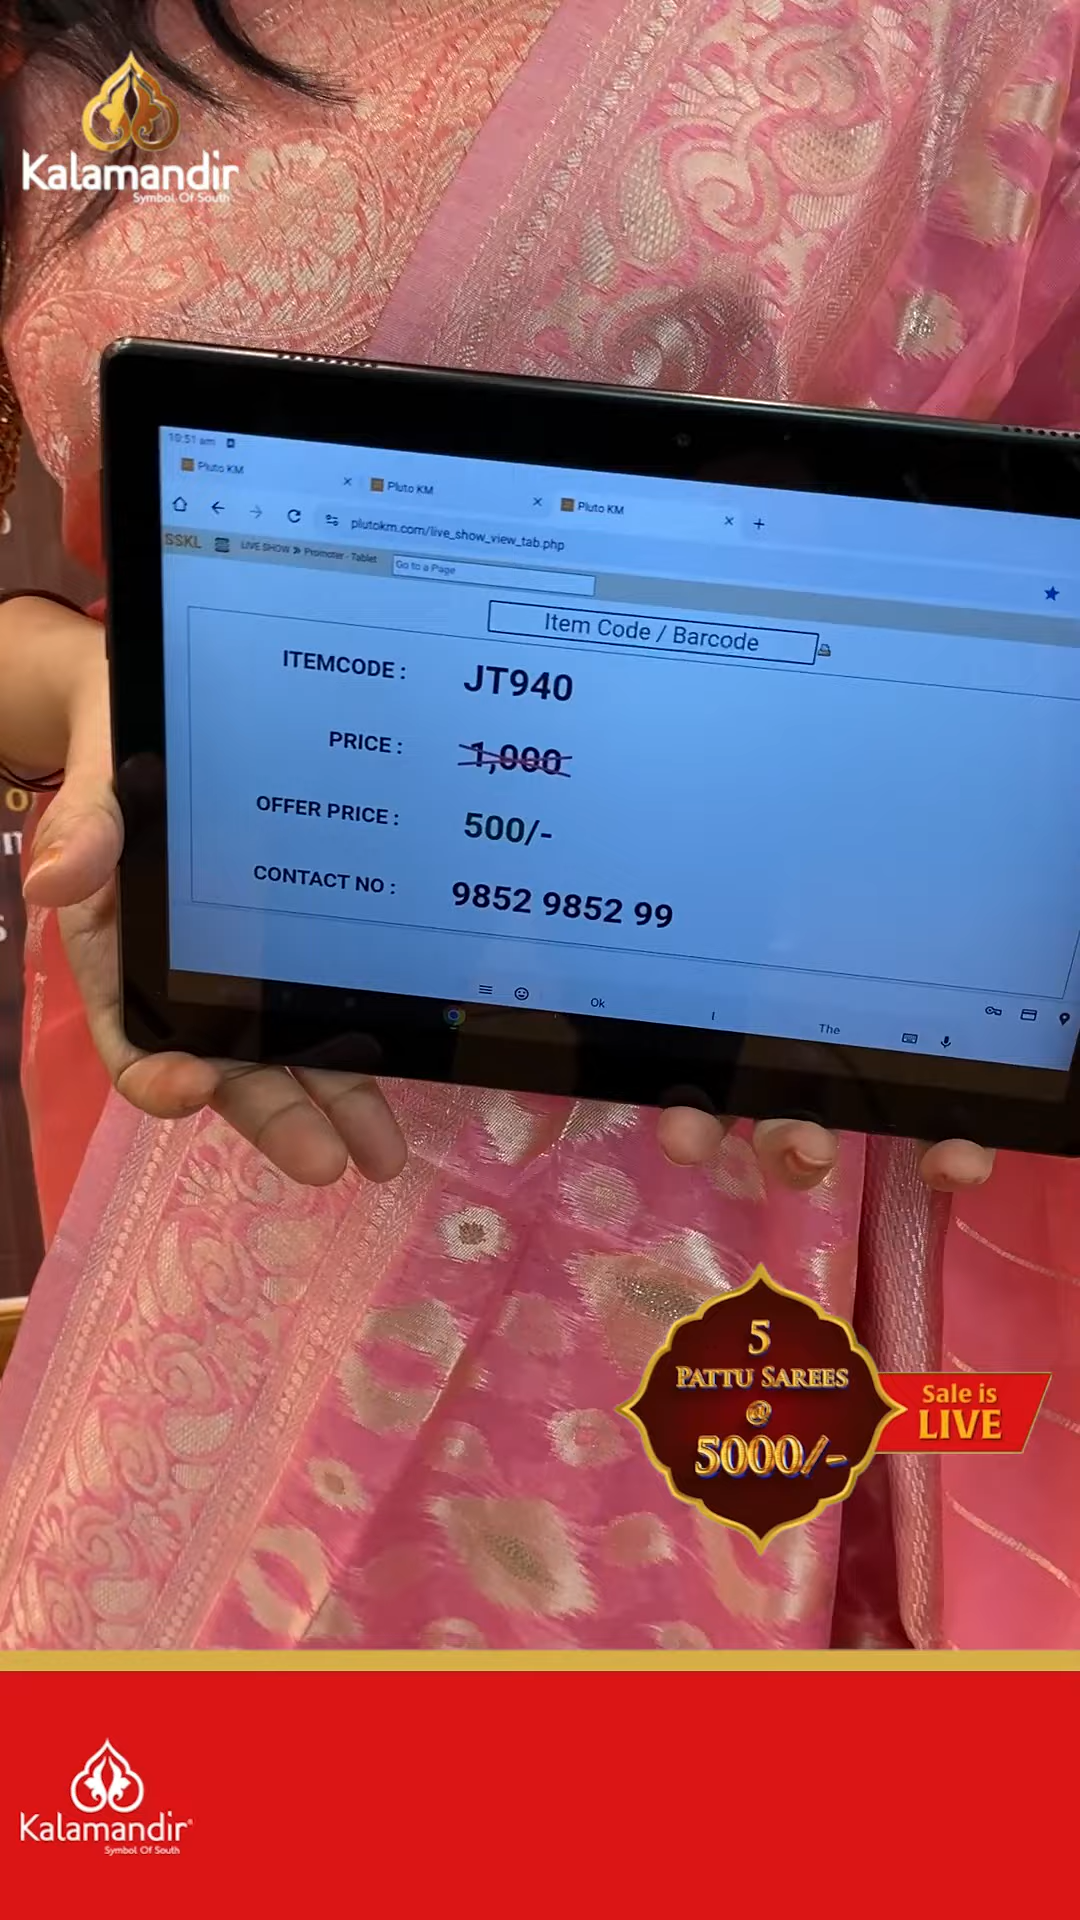 Kalamandir
Symbol Of South
10:51 am
Pluto KM
Pluto KM
Pluto KM
plutokm.com/live_show_view_tab.php
SSKL
LIVE SHOW >> Promoter - Tablet
Go to a Page
Item Code / Barcode
ITEMCODE : JT940
PRICE : 1,000
OFFER PRICE : 500/-
CONTACT NO : 9852 9852 99
Ok
I
The
5
PATTU SAREES
@
5000/-
Sale is
LIVE
Kalamandir
Symbol Of South